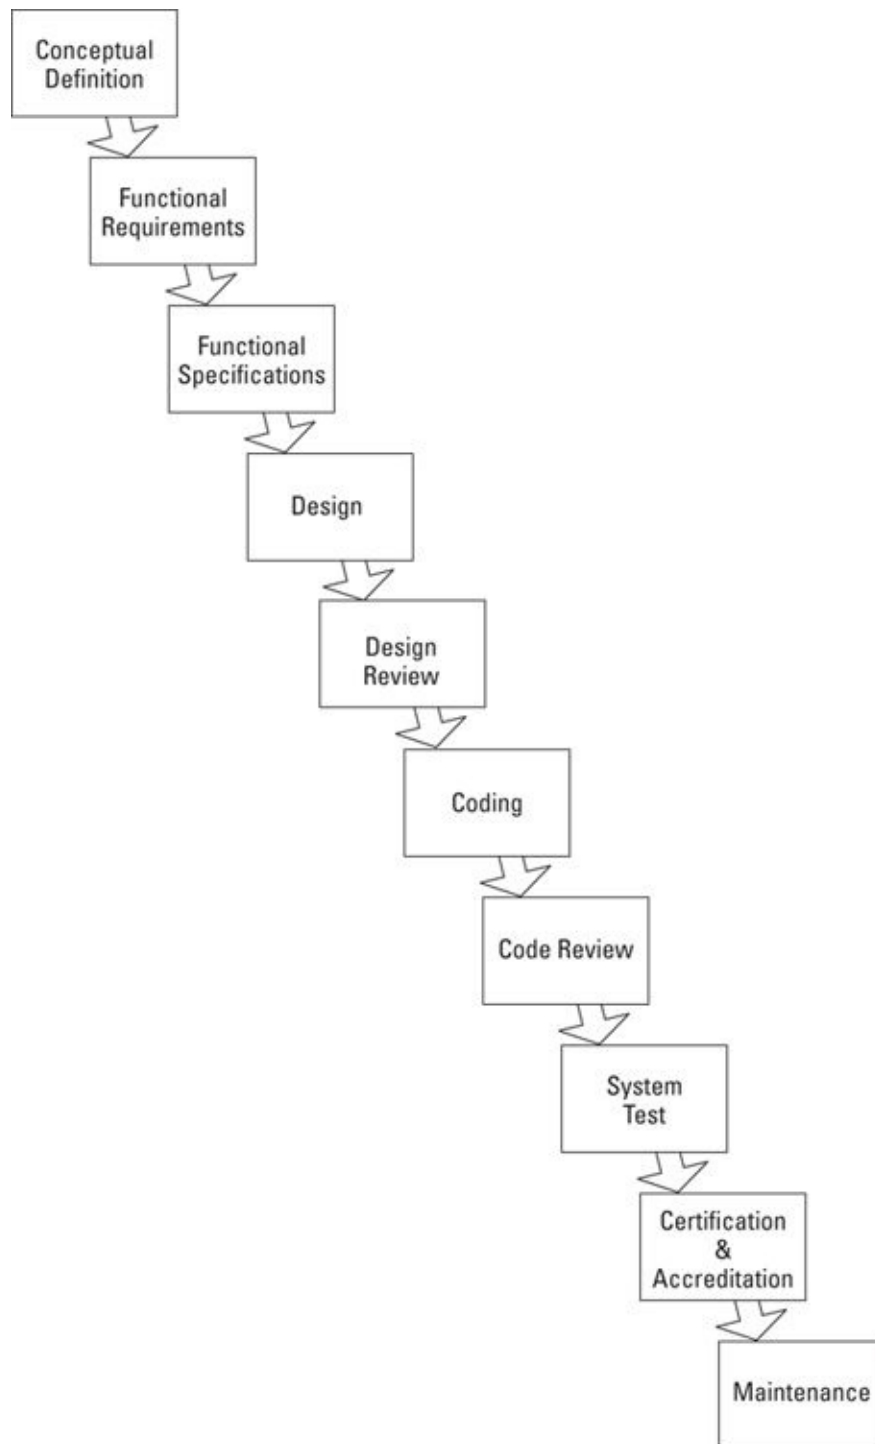 Conceptual
Definition
Functional
Requirements
Functional
Specifications
Design
Design
Review
Coding
Code Review
System
Test
Certification
&
Accreditation
Maintenance